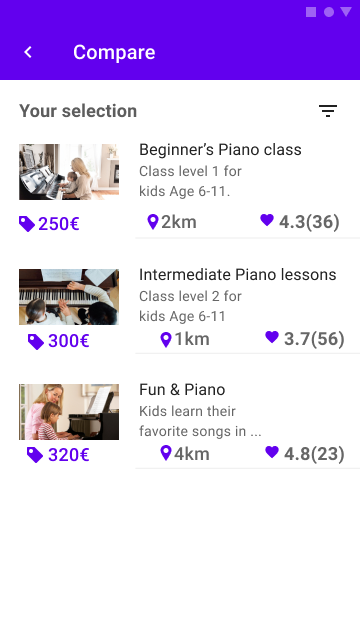 Compare
Your selection
Beginner’s Piano class
Class level 1 for
kids Age 6-11.
250€
2km
4.3(36)
Intermediate Piano lessons
Class level 2 for
kids Age 6-11
300€
1km
3.7(56)
Fun & Piano
Kids learn their
favorite songs in ...
320€
4km
4.8(23)